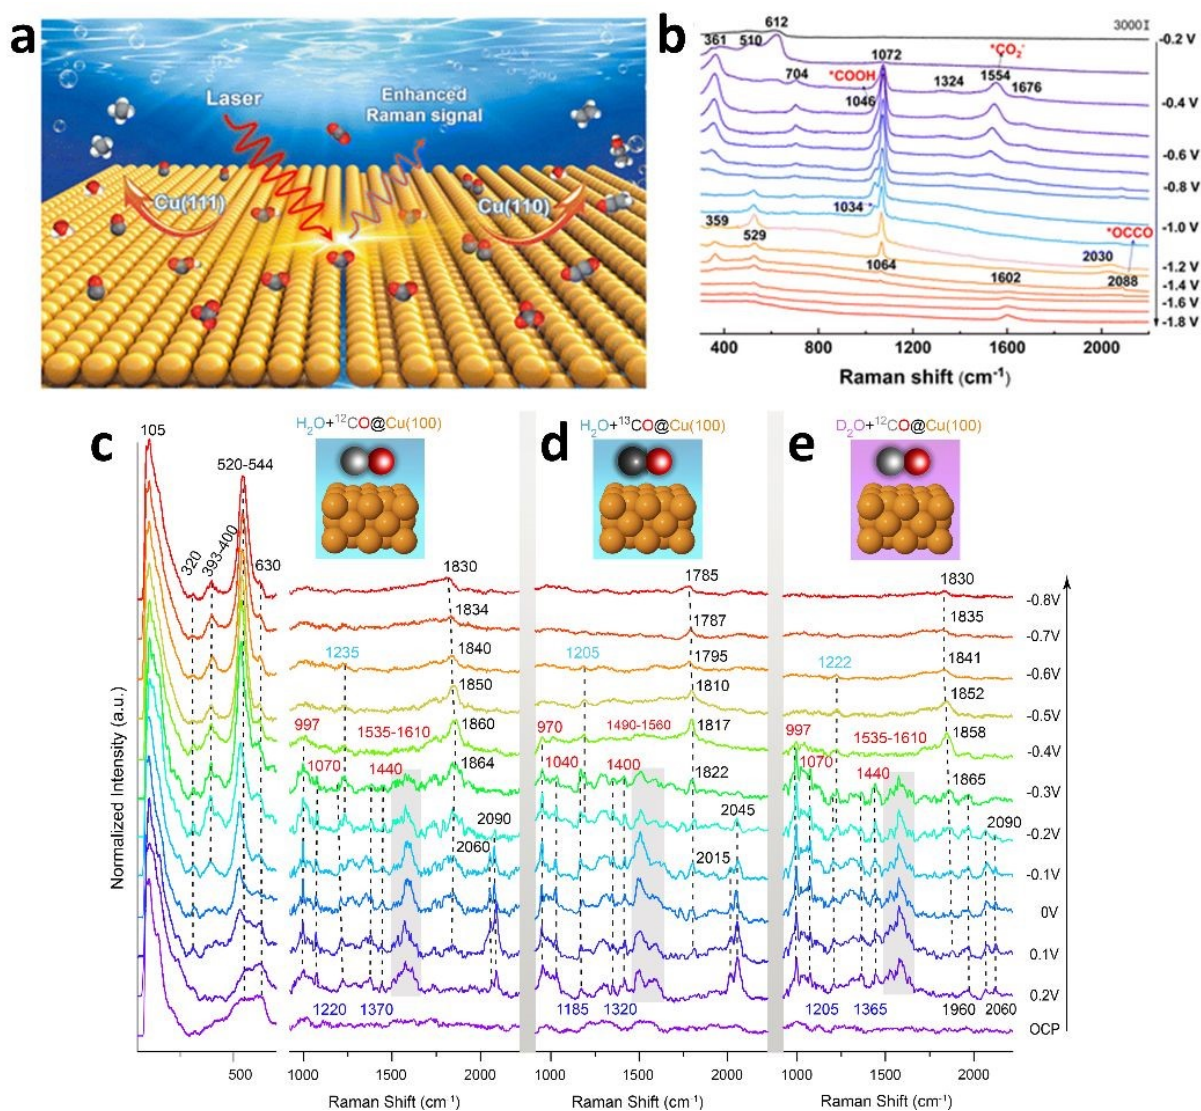 a
Laser
Enhanced
Raman signal
Cu(111)
Cu(110)
b
3000 I
612
361
510
704
*COOH
1046
1072
1324
*CO₂⁻
1554
1676
1034
359
529
1064
1602
*OCCO
2030
2088
-0.2 V
-0.4 V
-0.6 V
-0.8 V
-1.0 V
-1.2 V
-1.4 V
-1.6 V
-1.8 V
400 800 1200 1600 2000
Raman shift (cm⁻¹)
c
H₂O+¹²CO@Cu(100)
105
520-544
320
393-400
630
1830
1834
1840
1235
1850
997
1535-1610
1860
1070
1440
1864
2090
2060
1220
1370
Normalized Intensity (a.u.)
500 1000 1500 2000
Raman Shift (cm⁻¹)
d
H₂O+¹³CO@Cu(100)
1785
1787
1205
1795
1810
970
1490-1560
1817
1040
1400
1822
2045
2015
1185
1320
1000 1500 2000
Raman Shift (cm⁻¹)
e
D₂O+¹²CO@Cu(100)
1830
1835
1222
1841
1852
997
1535-1610
1858
1070
1440
1865
2090
1205
1365
1960
2060
-0.8V
-0.7V
-0.6V
-0.5V
-0.4V
-0.3V
-0.2V
-0.1V
0V
0.1V
0.2V
OCP
1000 1500 2000
Raman Shift (cm⁻¹)